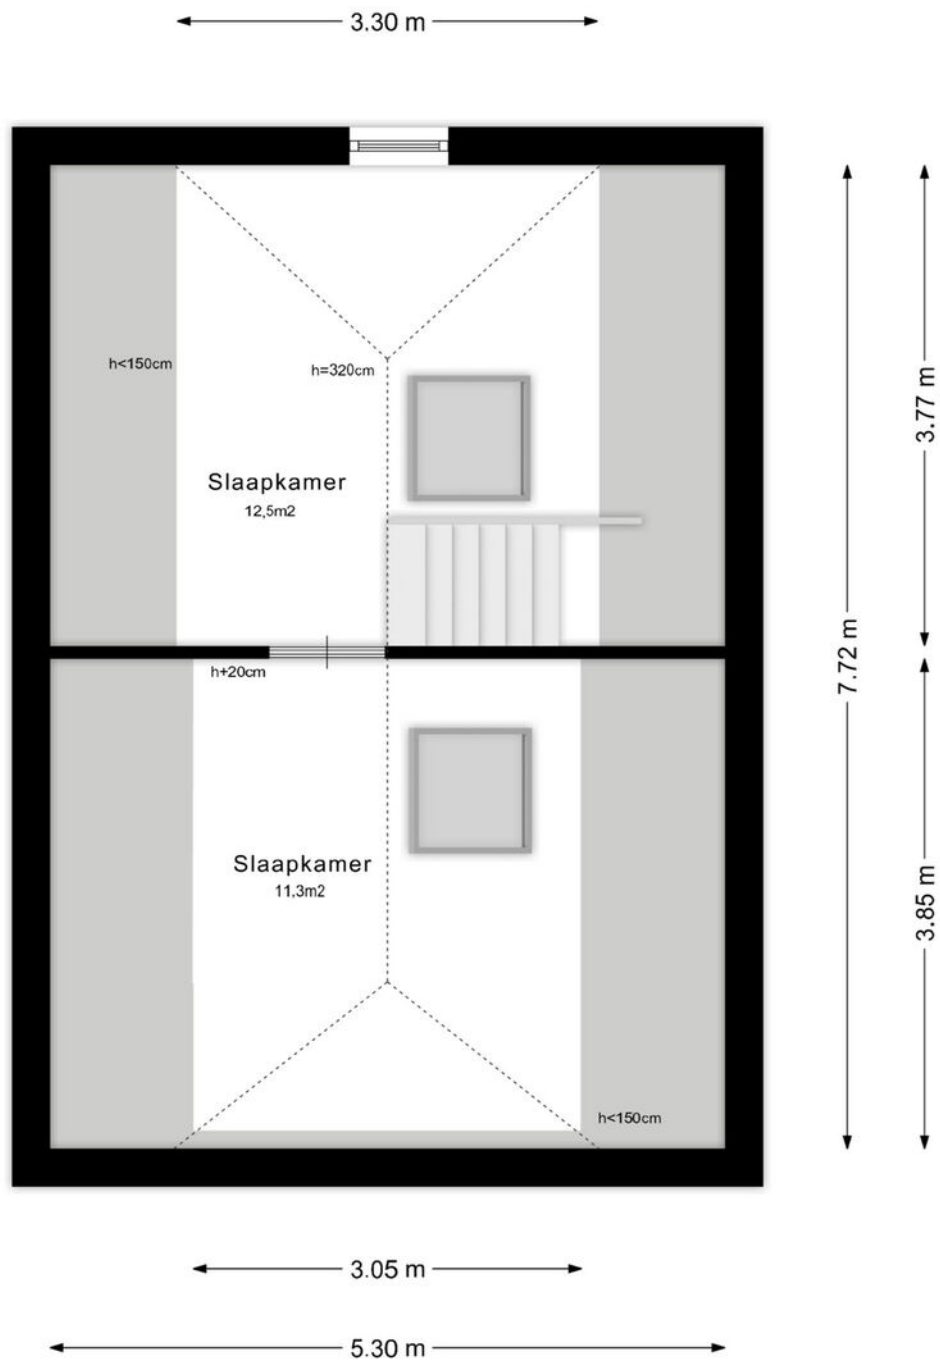 3.30 m
h<150cm
h=320cm
3.77 m
Slaapkamer
12,5m2
7.72 m
h+20cm
Slaapkamer
11,3m2
3.85 m
h<150cm
3.05 m
5.30 m